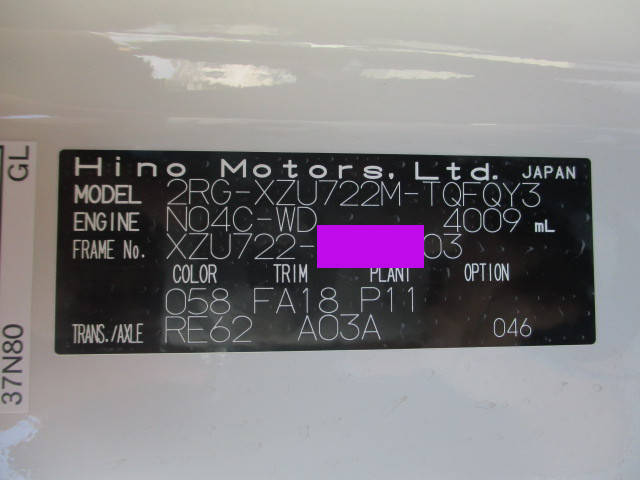 Hino Motors, Ltd. JAPAN
MODEL 2RG-XZU722M-TQFQY3
ENGINE N04C-WD 4009 mL
FRAME No. XZU722- 03
COLOR TRIM PLANT OPTION
058 FA18 P11
TRANS./AXLE RE62 A03A 046
GL
37N80